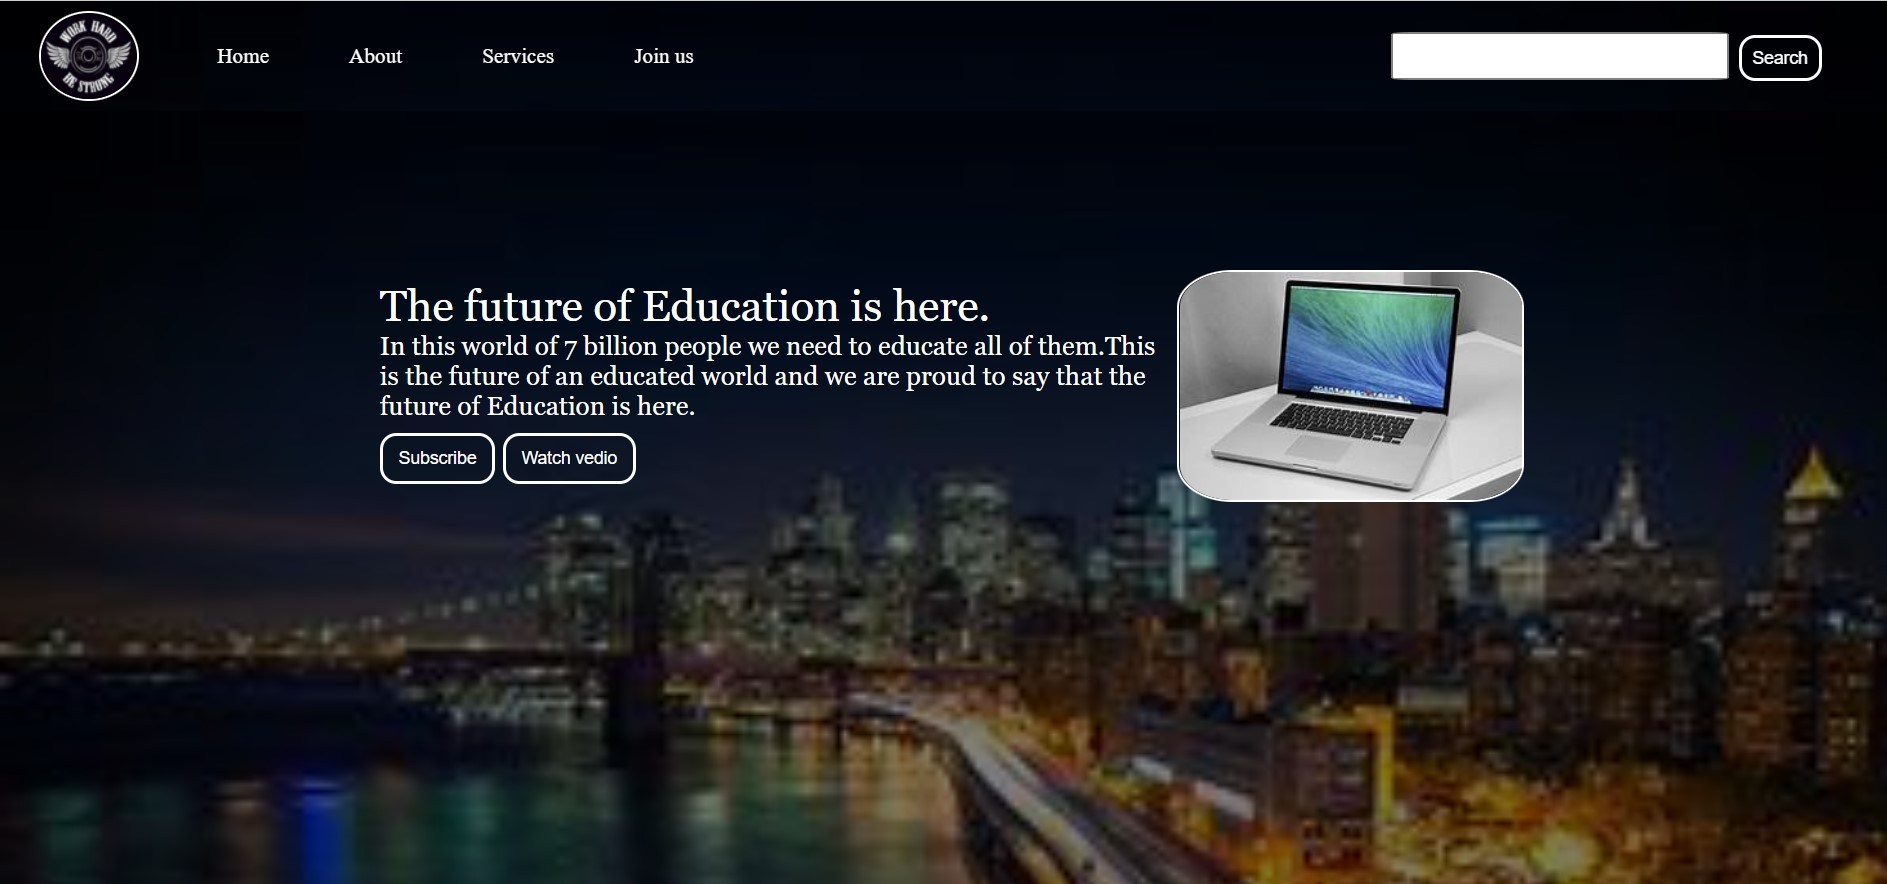 WORK HARD
BE STRONG
Home About Services Join us Search
The future of Education is here.
In this world of 7 billion people we need to educate all of them.This
is the future of an educated world and we are proud to say that the
future of Education is here.
Subscribe Watch vedio